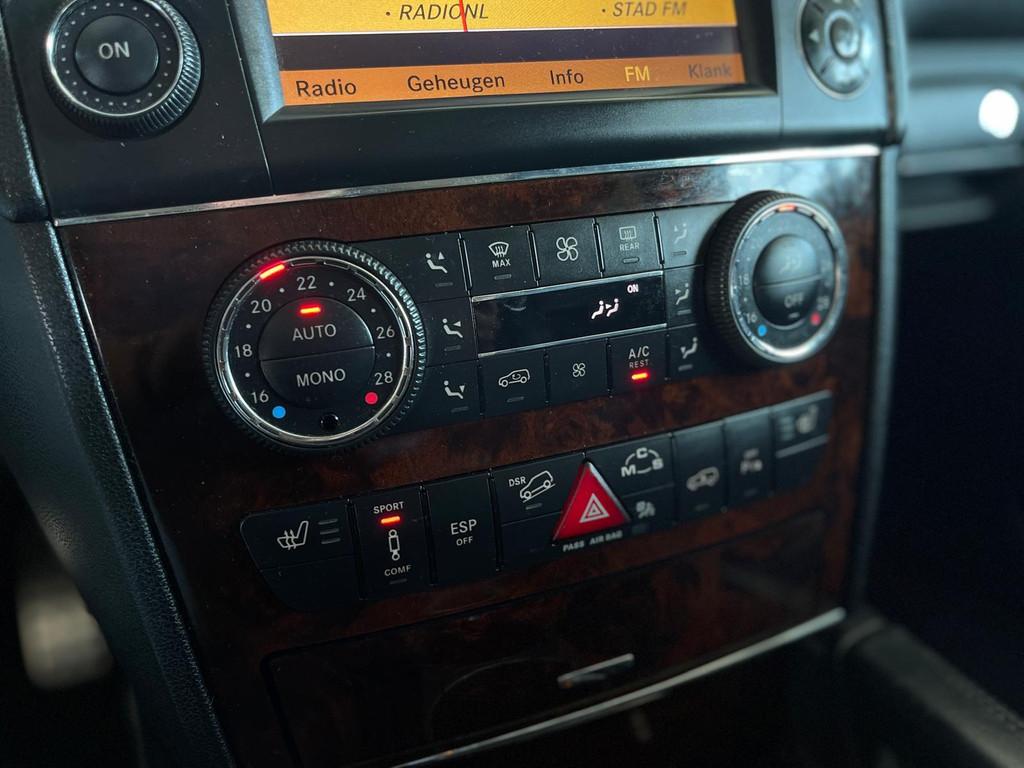 • RADIONL • STAD FM
ON
Radio Geheugen Info FM Klank
MAX
REAR
ON
20 22 24
18 AUTO 26
16 MONO 28
A/C
REST
16 OFF
SPORT
COMF
ESP
OFF
DSR
M C S
PASS AIR BAG